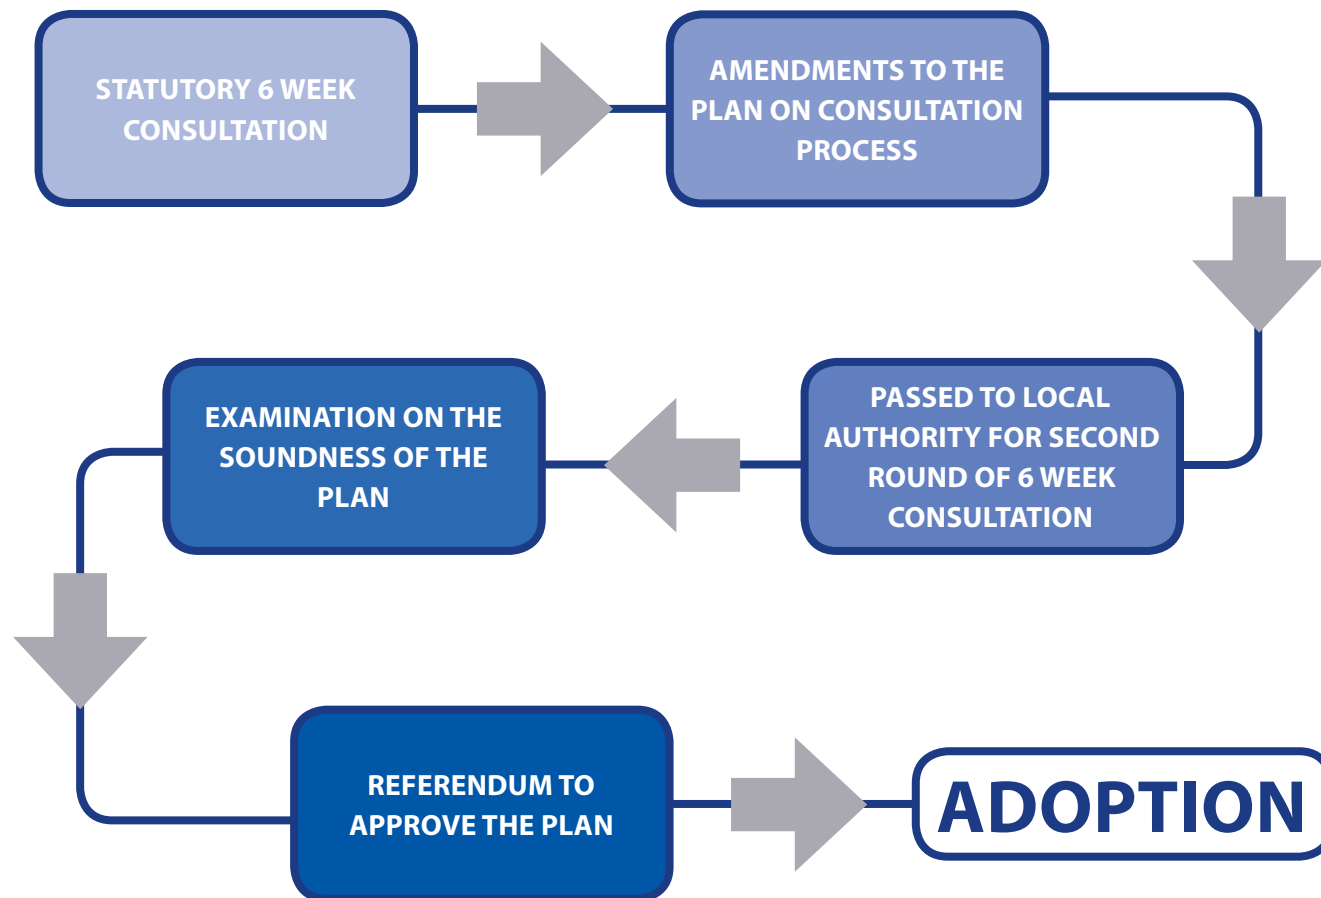 STATUTORY 6 WEEK
CONSULTATION
AMENDMENTS TO THE
PLAN ON CONSULTATION
PROCESS
PASSED TO LOCAL
AUTHORITY FOR SECOND
ROUND OF 6 WEEK
CONSULTATION
EXAMINATION ON THE
SOUNDNESS OF THE
PLAN
REFERENDUM TO
APPROVE THE PLAN
ADOPTION